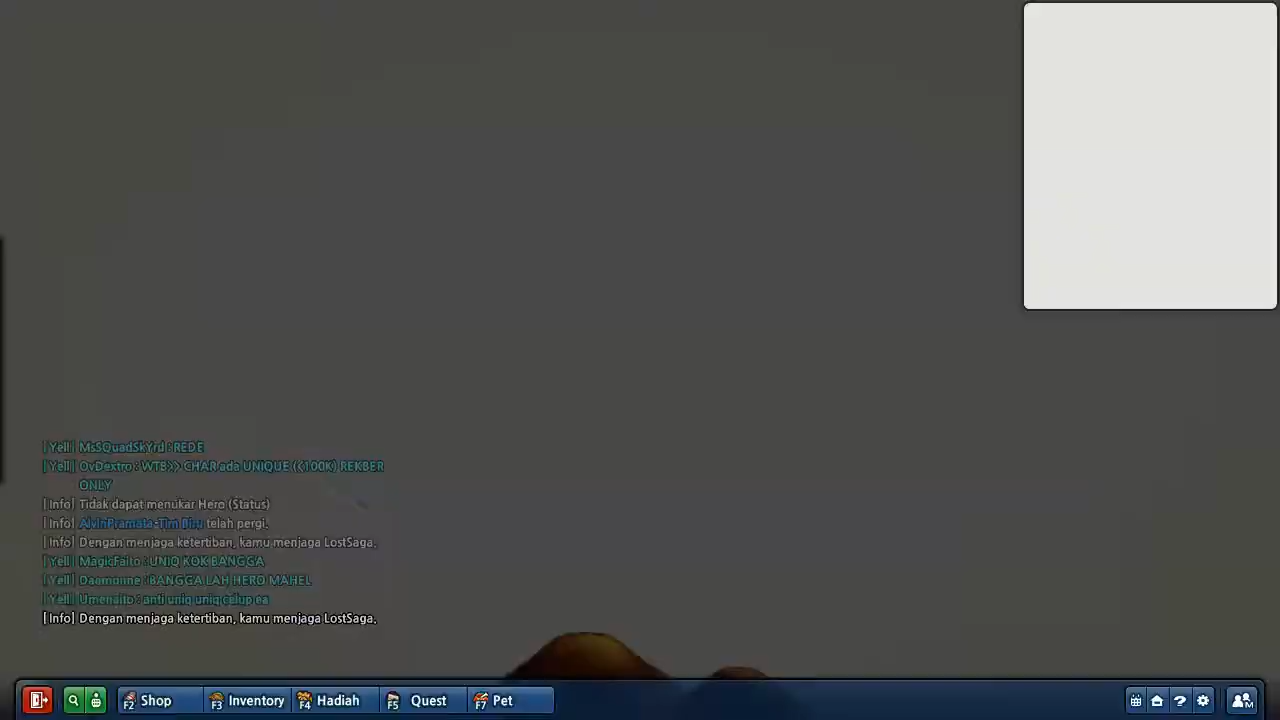 [Yell] MsSQuadSkYrd : REDE
[Yell] OvDextro : WTB>> CHAR ada UNIQUE (<100K) REKBER
ONLY
[Info] Tidak dapat menukar Hero (Status)
[Info] AlvinPramata-Tim Biru telah pergi.
[Info] Dengan menjaga ketertiban, kamu menjaga LostSaga.
[Yell] MagicFaito : UNIQ KOK BANGGA
[Yell] Daemonne : BANGGA LAH HERO MAHEL
[Yell] Umenaito : anti uniq uniq celup ea
[Info] Dengan menjaga ketertiban, kamu menjaga LostSaga.
F2 Shop F3 Inventory F4 Hadiah F5 Quest F7 Pet ? M